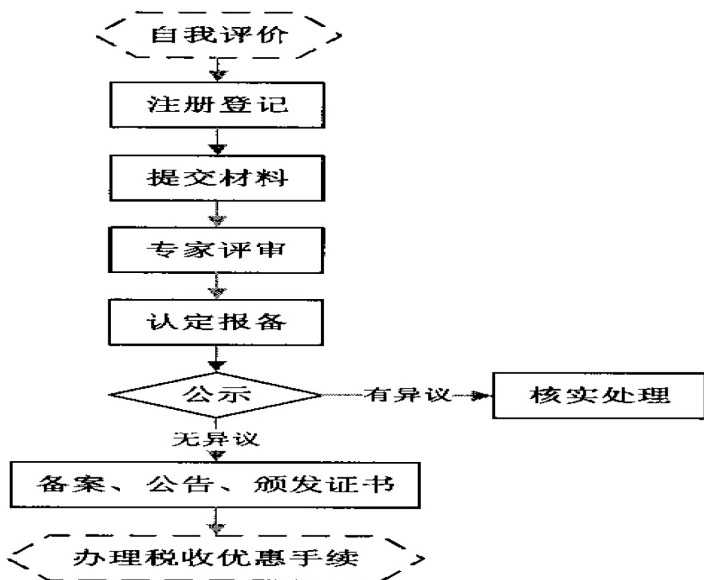 自我评价
注册登记
提交材料
专家评审
认定报备
公示
有异议
核实处理
无异议
备案、公告、颁发证书
办理税收优惠手续